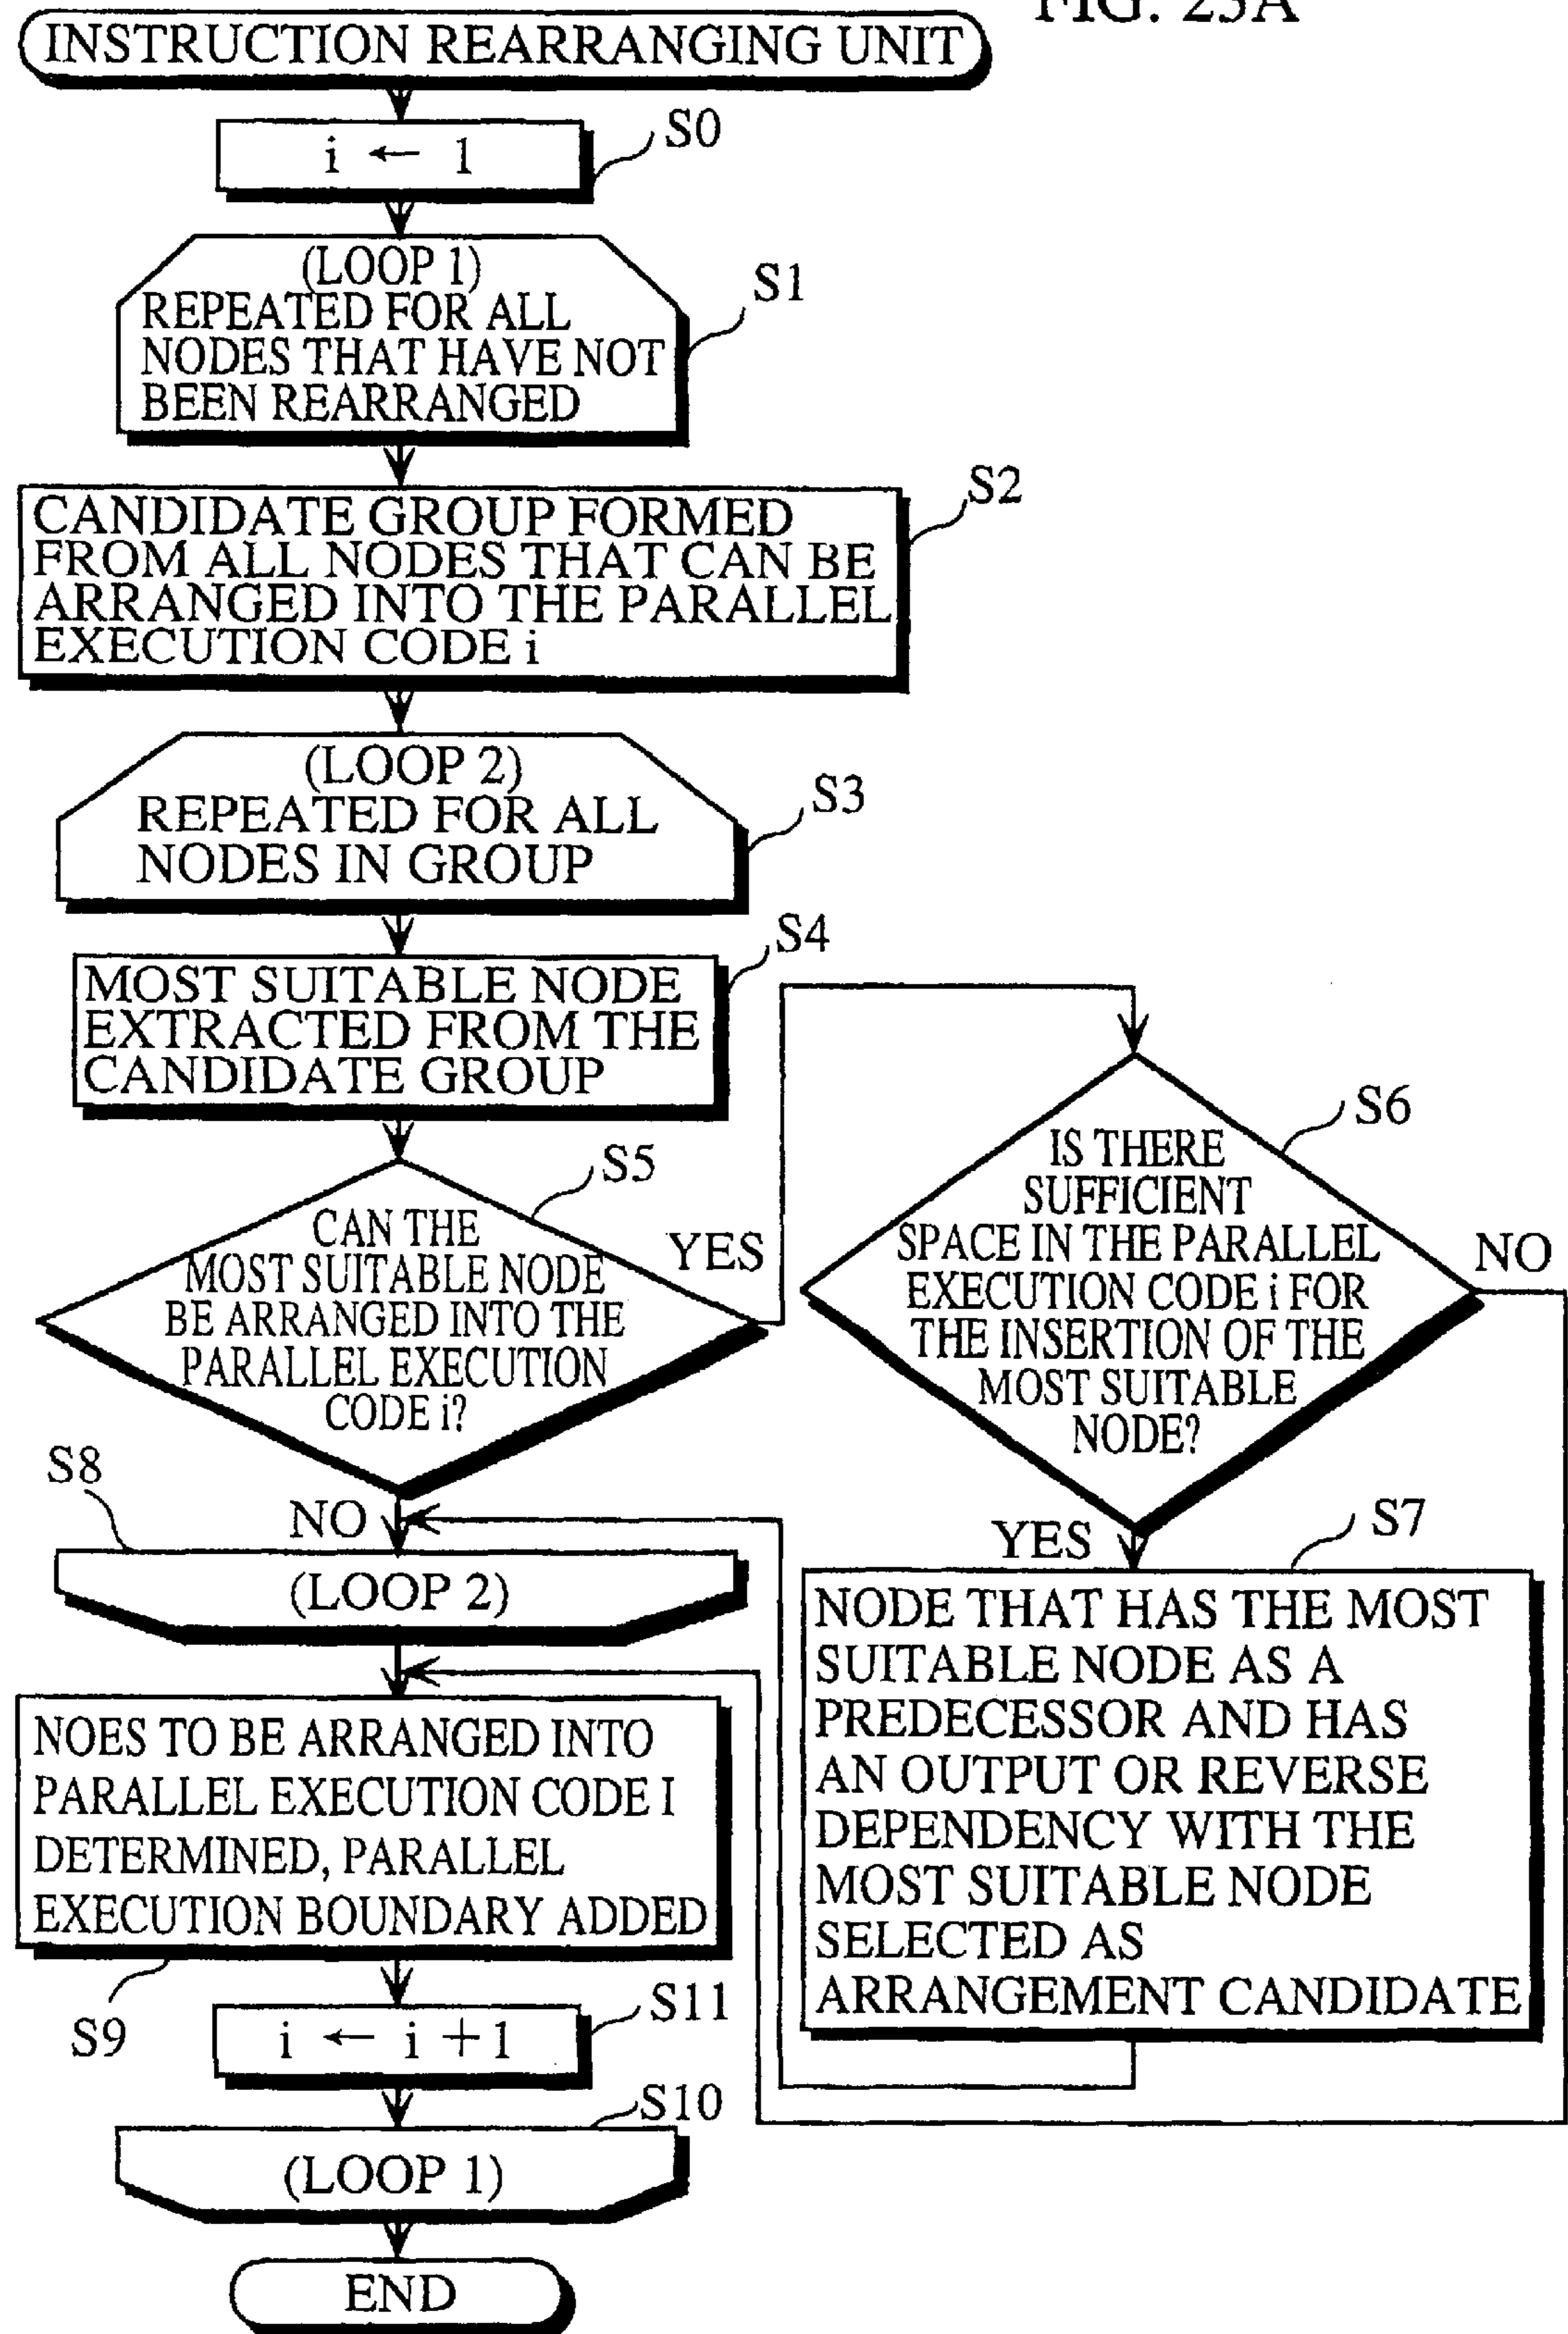 FIG. 23A
INSTRUCTION REARRANGING UNIT
i ← 1
S0
(LOOP 1)
REPEATED FOR ALL
NODES THAT HAVE NOT
BEEN REARRANGED
S1
CANDIDATE GROUP FORMED
FROM ALL NODES THAT CAN BE
ARRANGED INTO THE PARALLEL
EXECUTION CODE i
S2
(LOOP 2)
REPEATED FOR ALL
NODES IN GROUP
S3
MOST SUITABLE NODE
EXTRACTED FROM THE
CANDIDATE GROUP
S4
CAN THE
MOST SUITABLE NODE
BE ARRANGED INTO THE
PARALLEL EXECUTION
CODE i?
S5
YES
NO
IS THERE
SUFFICIENT
SPACE IN THE PARALLEL
EXECUTION CODE i FOR
THE INSERTION OF THE
MOST SUITABLE
NODE?
S6
NO
YES
NODE THAT HAS THE MOST
SUITABLE NODE AS A
PREDECESSOR AND HAS
AN OUTPUT OR REVERSE
DEPENDENCY WITH THE
MOST SUITABLE NODE
SELECTED AS
ARRANGEMENT CANDIDATE
S7
S8
(LOOP 2)
NOES TO BE ARRANGED INTO
PARALLEL EXECUTION CODE I
DETERMINED, PARALLEL
EXECUTION BOUNDARY ADDED
S9
i ← i +1
S11
S10
(LOOP 1)
END